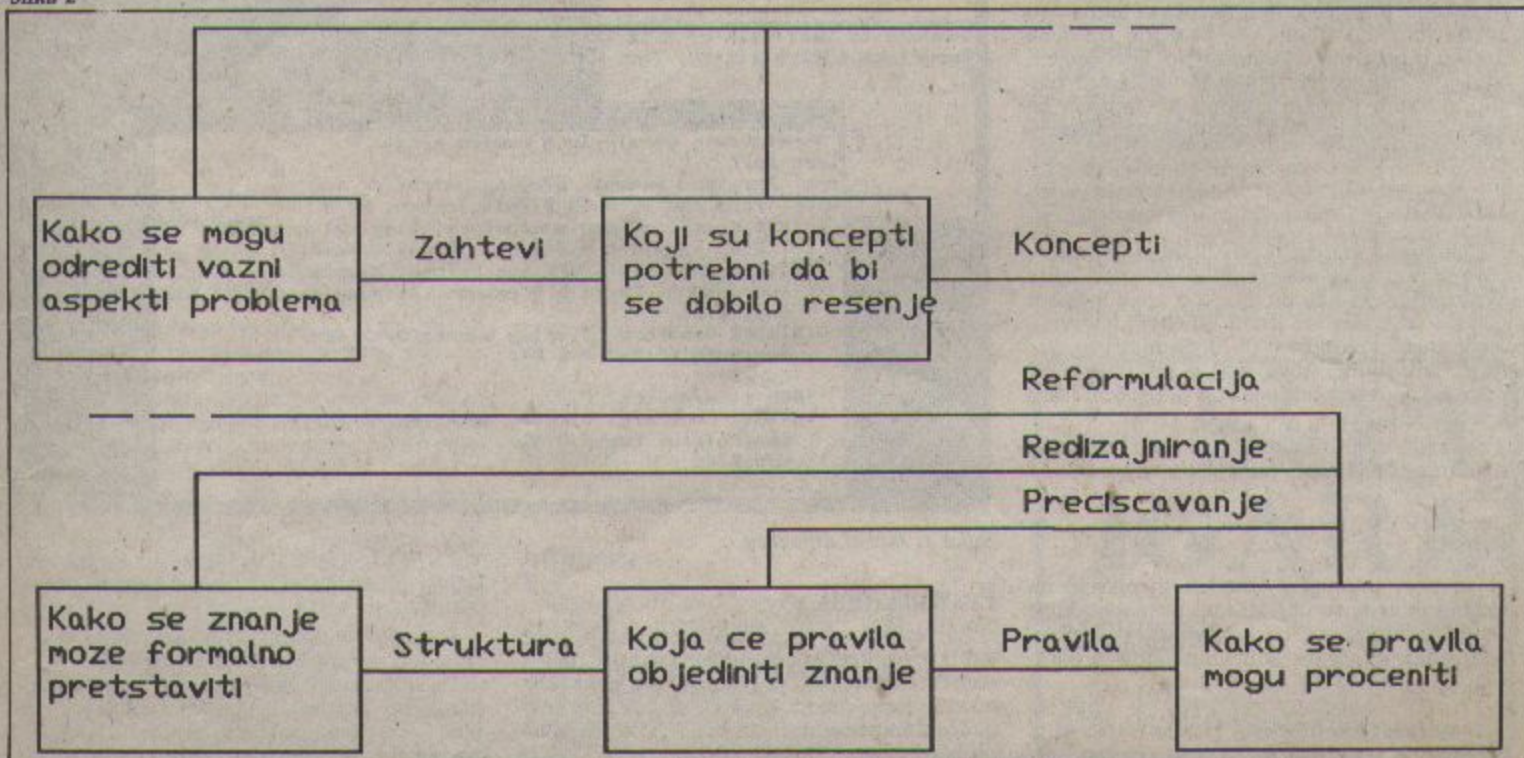 Kako se mogu
odrediti vazni
aspekti problema
Zahtevi
Koji su koncepti
potrebni da bi
se dobilo resenje
Koncepti
Reformulacija
Redizajniranje
Preciscavanje
Kako se znanje
moze formalno
pretstaviti
Struktura
Koja ce pravila
objediniti znanje
Pravila
Kako se pravila
mogu proceniti